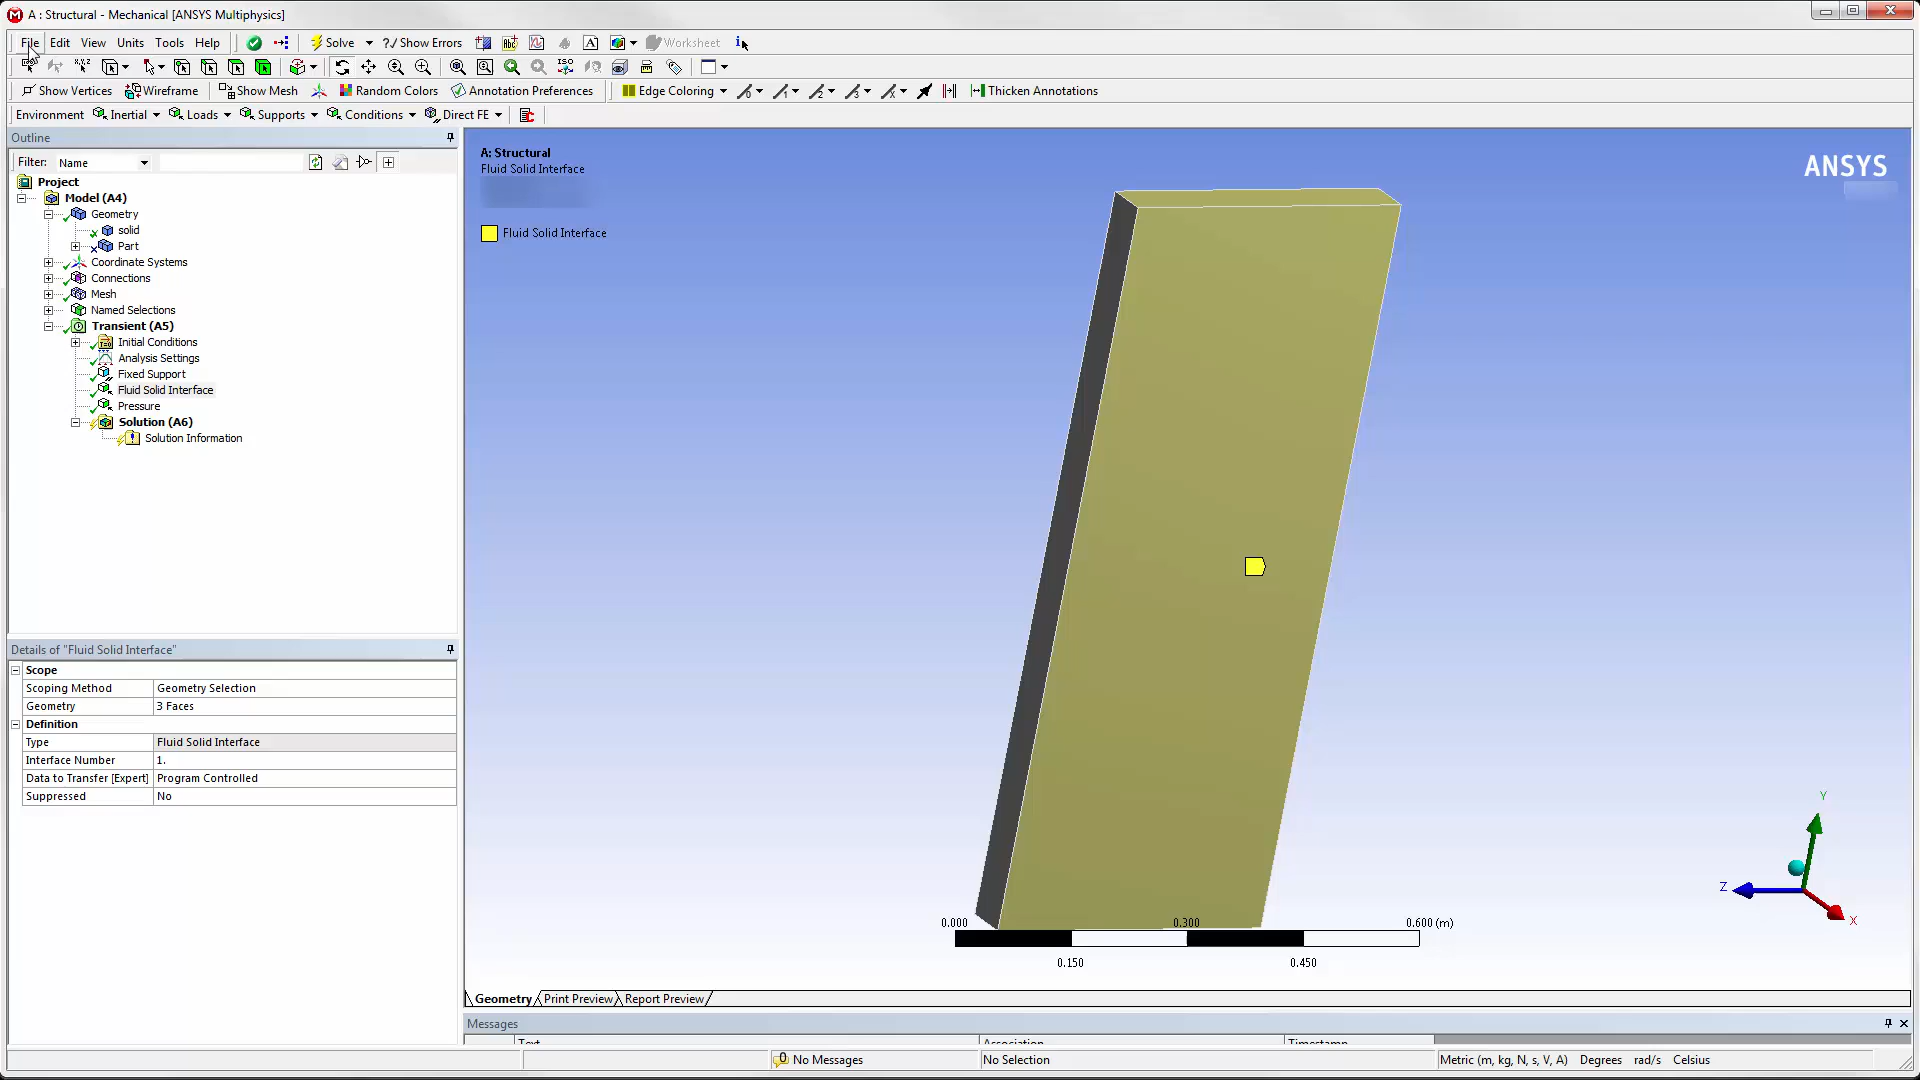 A : Structural - Mechanical [ANSYS Multiphysics]
File Edit View Units Tools Help Solve ?/ Show Errors Worksheet
Show Vertices Wireframe Show Mesh Random Colors Annotation Preferences Edge Coloring Thicken Annotations
Environment Inertial Loads Supports Conditions Direct FE
Outline
Filter: Name
Project
Model (A4)
Geometry
solid
Part
Coordinate Systems
Connections
Mesh
Named Selections
Transient (A5)
Initial Conditions
Analysis Settings
Fixed Support
Fluid Solid Interface
Pressure
Solution (A6)
Solution Information
Details of "Fluid Solid Interface"
Scope
Scoping Method Geometry Selection
Geometry 3 Faces
Definition
Type Fluid Solid Interface
Interface Number 1.
Data to Transfer [Expert] Program Controlled
Suppressed No
A: Structural
Fluid Solid Interface
Fluid Solid Interface
ANSYS
Y
Z
X
0.000 0.300 0.600 (m)
0.150 0.450
Geometry Print Preview Report Preview
Messages
Text Association Timestamp
No Messages No Selection Metric (m, kg, N, s, V, A) Degrees rad/s Celsius